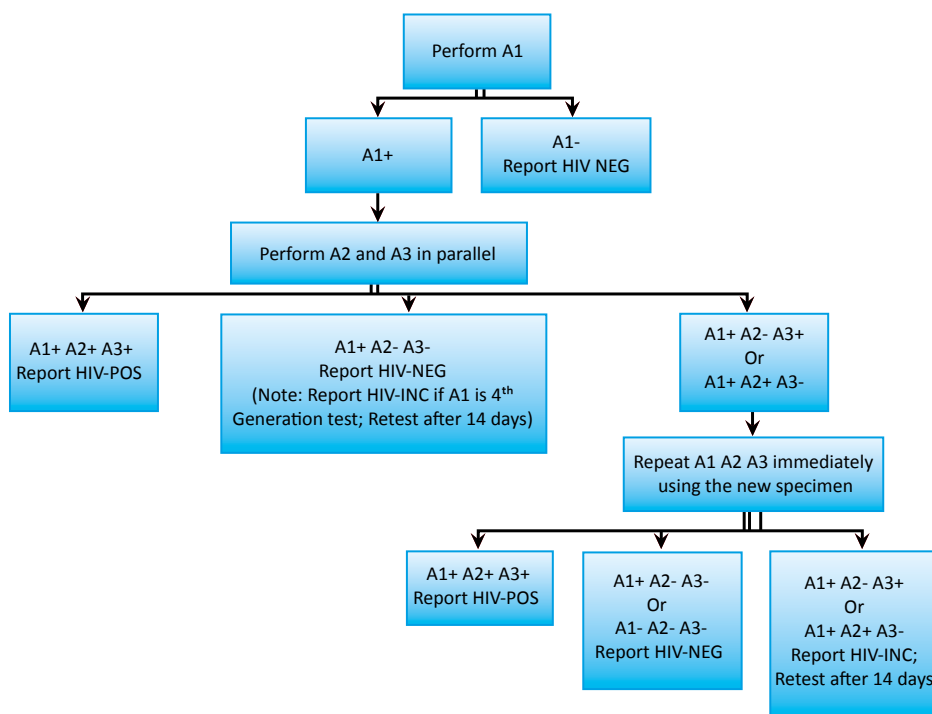 Perform A1
A1+
A1-
Report HIV NEG
Perform A2 and A3 in parallel
A1+ A2+ A3+
Report HIV-POS
A1+ A2- A3-
Report HIV-NEG
(Note: Report HIV-INC if A1 is 4th
Generation test; Retest after 14 days)
A1+ A2- A3+
Or
A1+ A2+ A3-
Repeat A1 A2 A3 immediately
using the new specimen
A1+ A2+ A3+
Report HIV-POS
A1+ A2- A3-
Or
A1- A2- A3-
Report HIV-NEG
A1+ A2- A3+
Or
A1+ A2+ A3-
Report HIV-INC;
Retest after 14 days